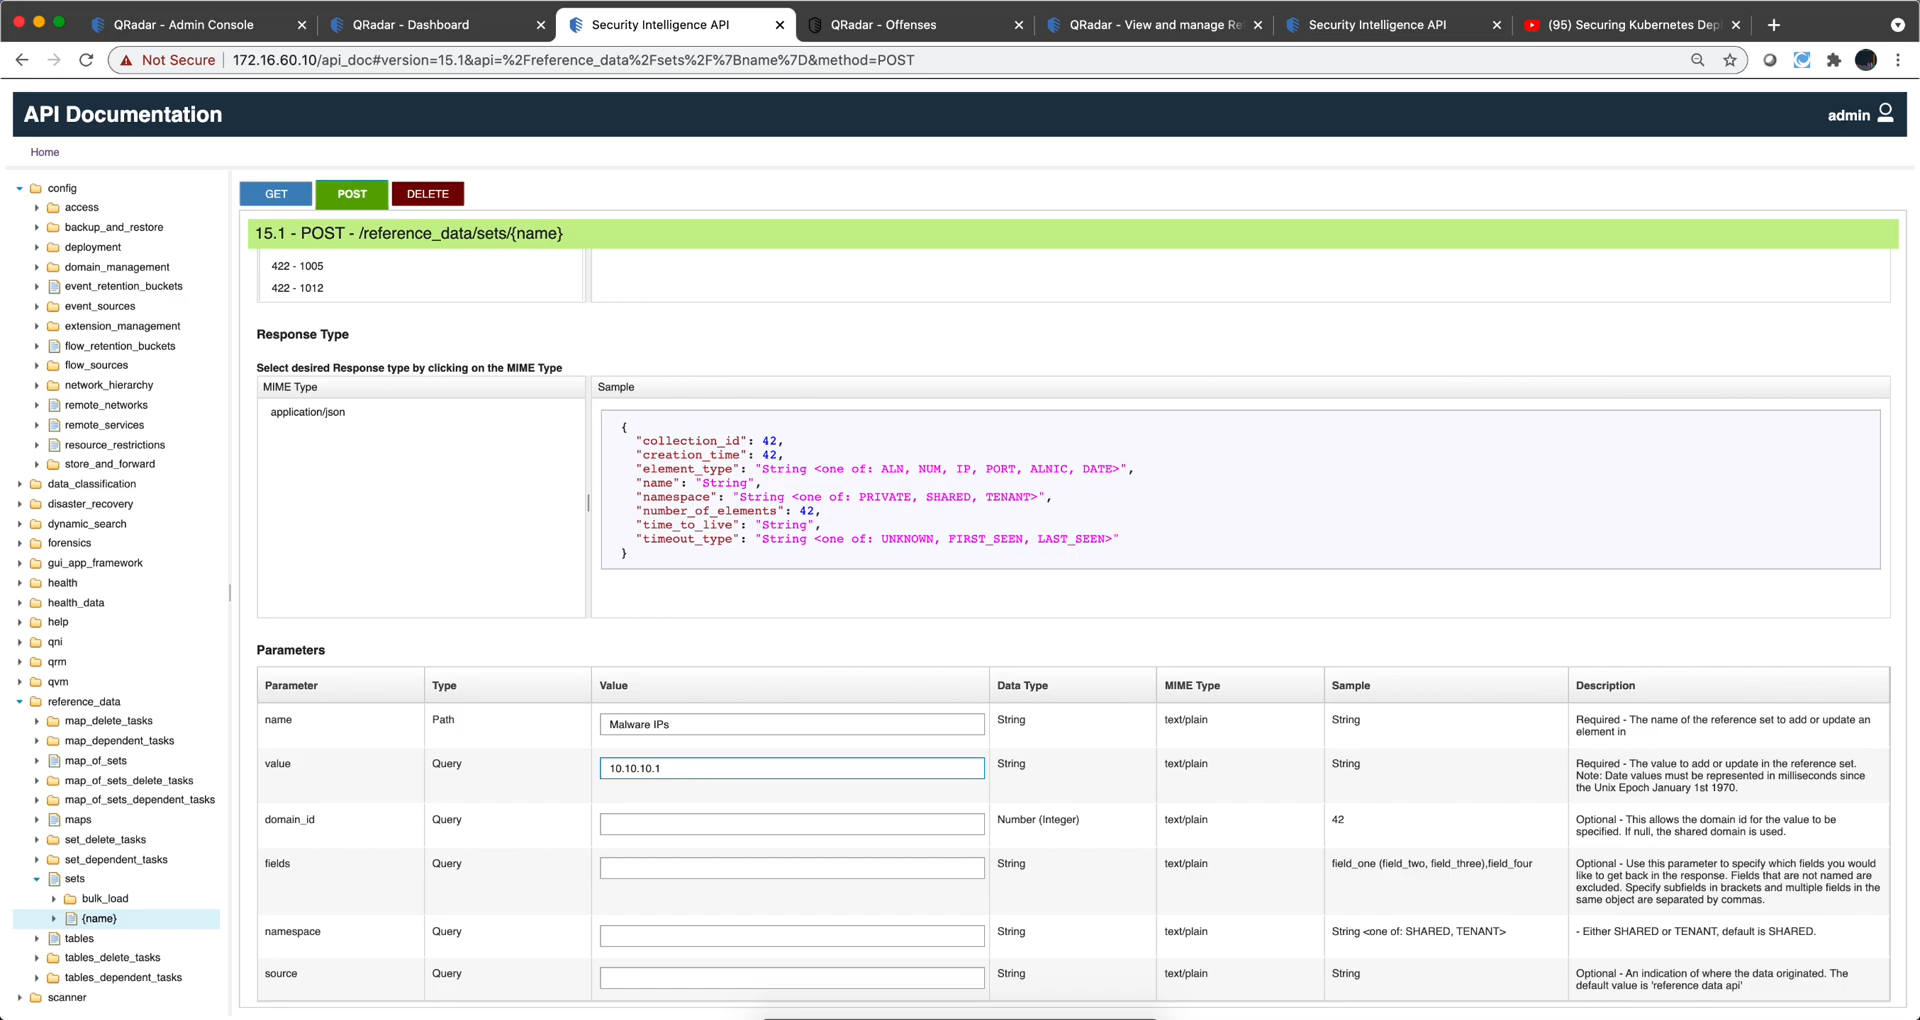 QRadar - Admin Console
QRadar - Dashboard
Security Intelligence API
QRadar - Offenses
QRadar - View and manage Re
Security Intelligence API
(95) Securing Kubernetes Dep
Not Secure 172.16.60.10/api_doc#version=15.1&api=%2Freference_data%2Fsets%2F%7Bname%7D&method=POST
API Documentation
admin
Home
config
access
backup_and_restore
deployment
domain_management
event_retention_buckets
event_sources
extension_management
flow_retention_buckets
flow_sources
network_hierarchy
remote_networks
remote_services
resource_restrictions
store_and_forward
data_classification
disaster_recovery
dynamic_search
forensics
gui_app_framework
health
health_data
help
qni
qrm
qvm
reference_data
map_delete_tasks
map_dependent_tasks
map_of_sets
map_of_sets_delete_tasks
map_of_sets_dependent_tasks
maps
set_delete_tasks
set_dependent_tasks
sets
bulk_load
{name}
tables
tables_delete_tasks
tables_dependent_tasks
scanner
GET POST DELETE
15.1 - POST - /reference_data/sets/{name}
422 - 1005
422 - 1012
Response Type
Select desired Response type by clicking on the MIME Type
MIME Type Sample
application/json
{
"collection_id": 42,
"creation_time": 42,
"element_type": "String <one of: ALN, NUM, IP, PORT, ALNIC, DATE>",
"name": "String",
"namespace": "String <one of: PRIVATE, SHARED, TENANT>",
"number_of_elements": 42,
"time_to_live": "String",
"timeout_type": "String <one of: UNKNOWN, FIRST_SEEN, LAST_SEEN>"
}
Parameters
Parameter Type Value Data Type MIME Type Sample Description
name Path Malware IPs String text/plain String Required - The name of the reference set to add or update an
element in
value Query 10.10.10.1 String text/plain String Required - The value to add or update in the reference set.
Note: Date values must be represented in milliseconds since
the Unix Epoch January 1st 1970.
domain_id Query Number (Integer) text/plain 42 Optional - This allows the domain id for the value to be
specified. If null, the shared domain is used.
fields Query String text/plain field_one (field_two, field_three),field_four Optional - Use this parameter to specify which fields you would
like to get back in the response. Fields that are not named are
excluded. Specify subfields in brackets and multiple fields in the
same object are separated by commas.
namespace Query String text/plain String <one of: SHARED, TENANT> - Either SHARED or TENANT, default is SHARED.
source Query String text/plain String Optional - An indication of where the data originated. The
default value is 'reference data api'